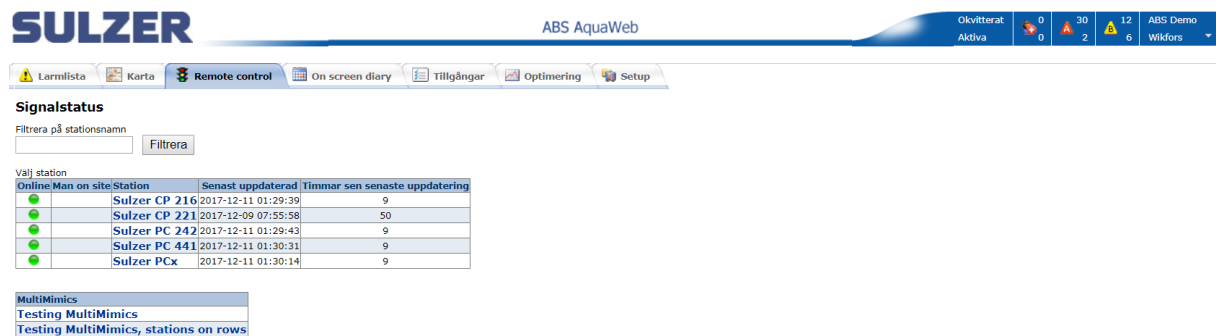 SULZER
ABS AquaWeb
Okvitterat 0 30 12 ABS Demo
Aktiva 0 A 2 B 6 Wikfors
Larmlista Karta Remote control On screen diary Tillgångar Optimering Setup
Signalstatus
Filtrera på stationsnamn
Filtrera
Välj station
Online Man on site Station Senast uppdaterad Timmar sen senaste uppdatering
Sulzer CP 216 2017-12-11 01:29:39 9
Sulzer CP 221 2017-12-09 07:55:58 50
Sulzer PC 242 2017-12-11 01:29:43 9
Sulzer PC 441 2017-12-11 01:30:31 9
Sulzer PCx 2017-12-11 01:30:14 9
MultiMimics
Testing MultiMimics
Testing MultiMimics, stations on rows